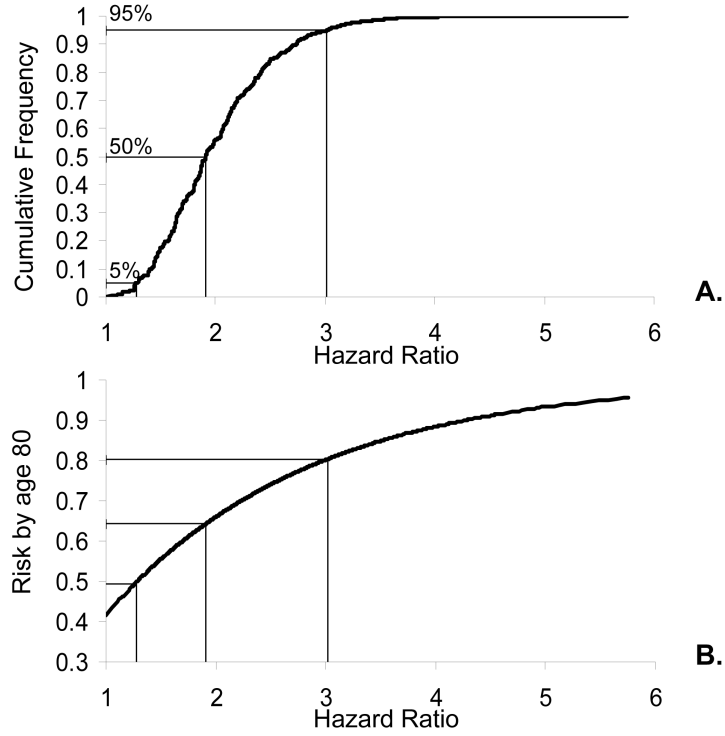 Cumulative Frequency
1
0.9
0.8
0.7
0.6
0.5
0.4
0.3
0.2
0.1
0
95%
50%
5%
1 2 3 4 5 6
Hazard Ratio
A.
Risk by age 80
1
0.9
0.8
0.7
0.6
0.5
0.4
0.3
1 2 3 4 5 6
Hazard Ratio
B.